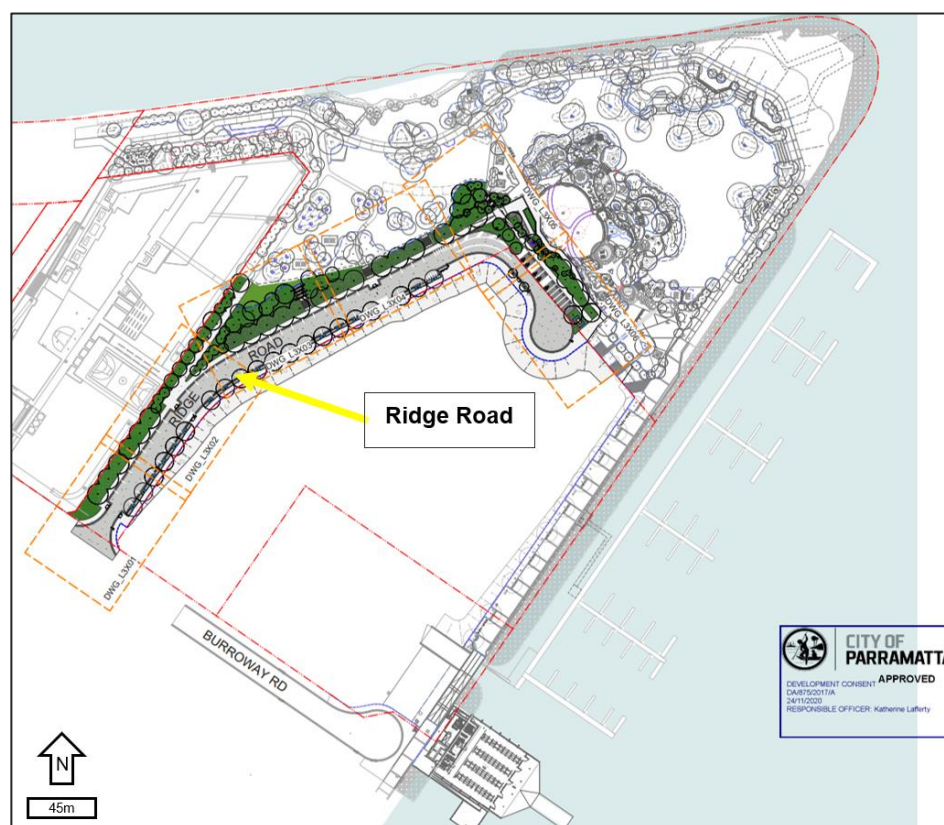 DWG_L3X05
DWG_L3X06
DWG_L3X04
DWG_L3X03
RIDGE ROAD
DWG_L3X02
DWG_L3X01
Ridge Road
BURROWAY RD
CITY OF
PARRAMATTA
DEVELOPMENT CONSENT APPROVED
DA/875/2017/A
24/11/2020
RESPONSIBLE OFFICER: Katherine Lafferty
N
45m